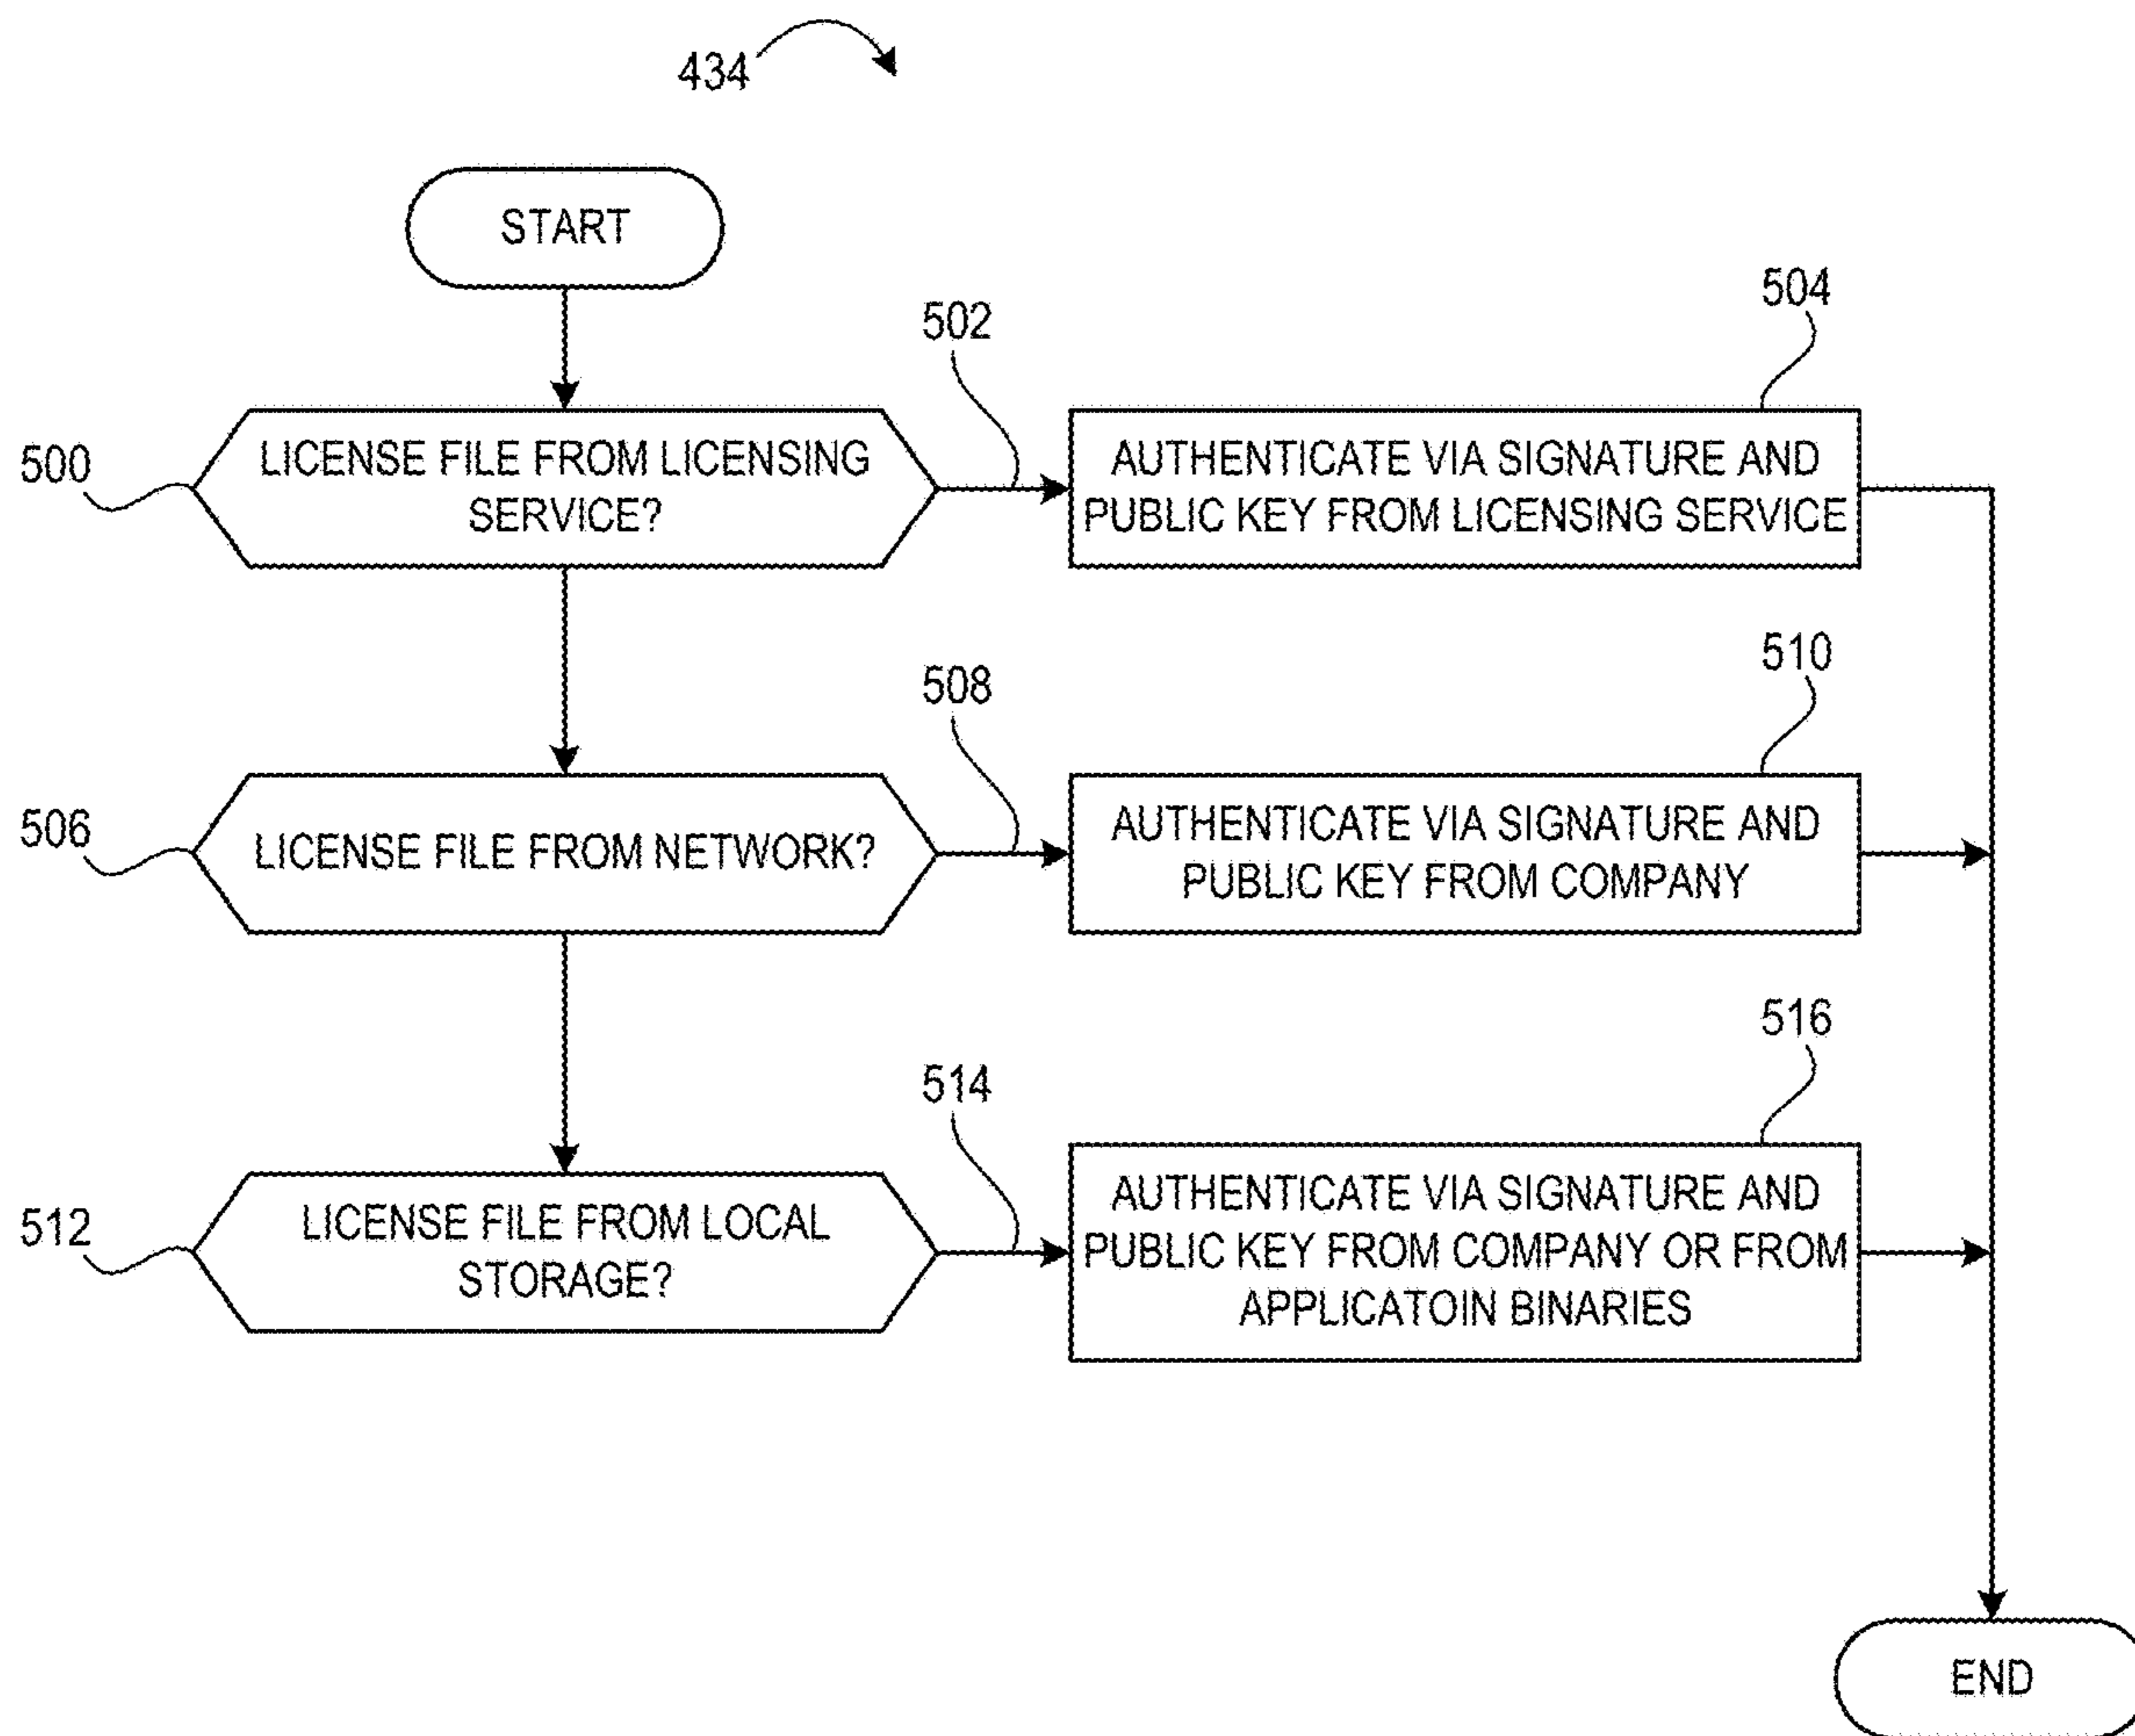 434
START
502
504
500
LICENSE FILE FROM LICENSING
SERVICE?
AUTHENTICATE VIA SIGNATURE AND
PUBLIC KEY FROM LICENSING SERVICE
508
510
506
LICENSE FILE FROM NETWORK?
AUTHENTICATE VIA SIGNATURE AND
PUBLIC KEY FROM COMPANY
514
516
512
LICENSE FILE FROM LOCAL
STORAGE?
AUTHENTICATE VIA SIGNATURE AND
PUBLIC KEY FROM COMPANY OR FROM
APPLICATOIN BINARIES
END